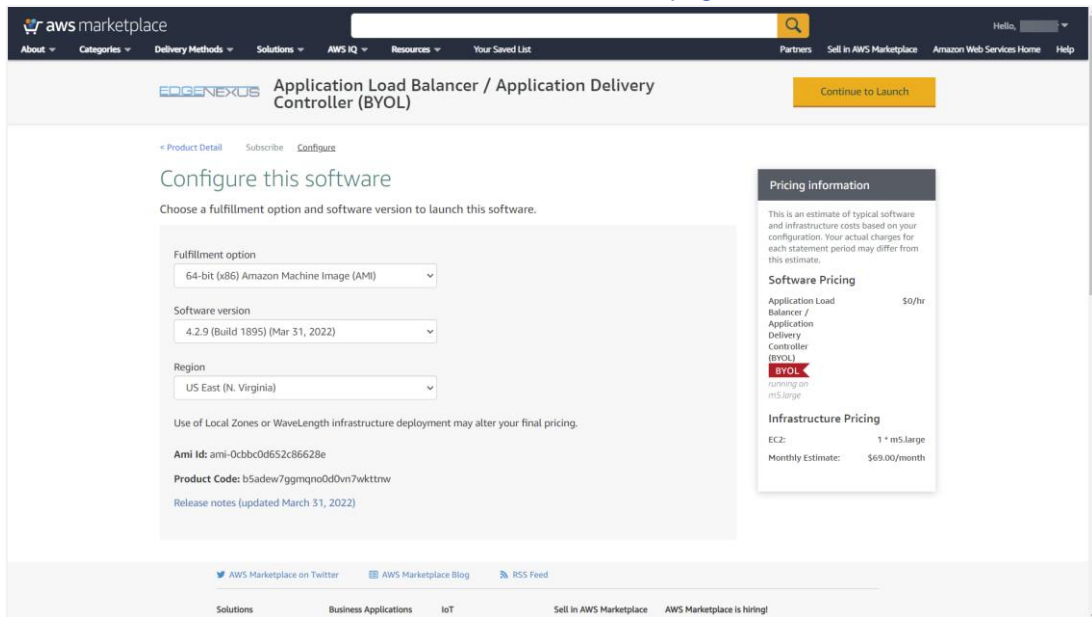 aws marketplace
Hello,
About Categories Delivery Methods Solutions AWS IQ Resources Your Saved List Partners Sell in AWS Marketplace Amazon Web Services Home Help
EDGENEXUS
Application Load Balancer / Application Delivery
Controller (BYOL)
Continue to Launch
< Product Detail Subscribe Configure
Configure this software
Choose a fulfillment option and software version to launch this software.
Fulfillment option
64-bit (x86) Amazon Machine Image (AMI)
Software version
4.2.9 (Build 1895) (Mar 31, 2022)
Region
US East (N. Virginia)
Use of Local Zones or WaveLength infrastructure deployment may alter your final pricing.
Ami Id: ami-0cbbc0d652c86628e
Product Code: b5adew7ggmqno0d0vn7wkttnw
Release notes (updated March 31, 2022)
Pricing information
This is an estimate of typical software
and infrastructure costs based on your
configuration. Your actual charges for
each statement period may differ from
this estimate.
Software Pricing
Application Load $0/hr
Balancer /
Application
Delivery
Controller
(BYOL)
BYOL
running on
m5.large
Infrastructure Pricing
EC2: 1 * m5.large
Monthly Estimate: $69.00/month
AWS Marketplace on Twitter AWS Marketplace Blog RSS Feed
Solutions Business Applications IoT Sell in AWS Marketplace AWS Marketplace is hiring!